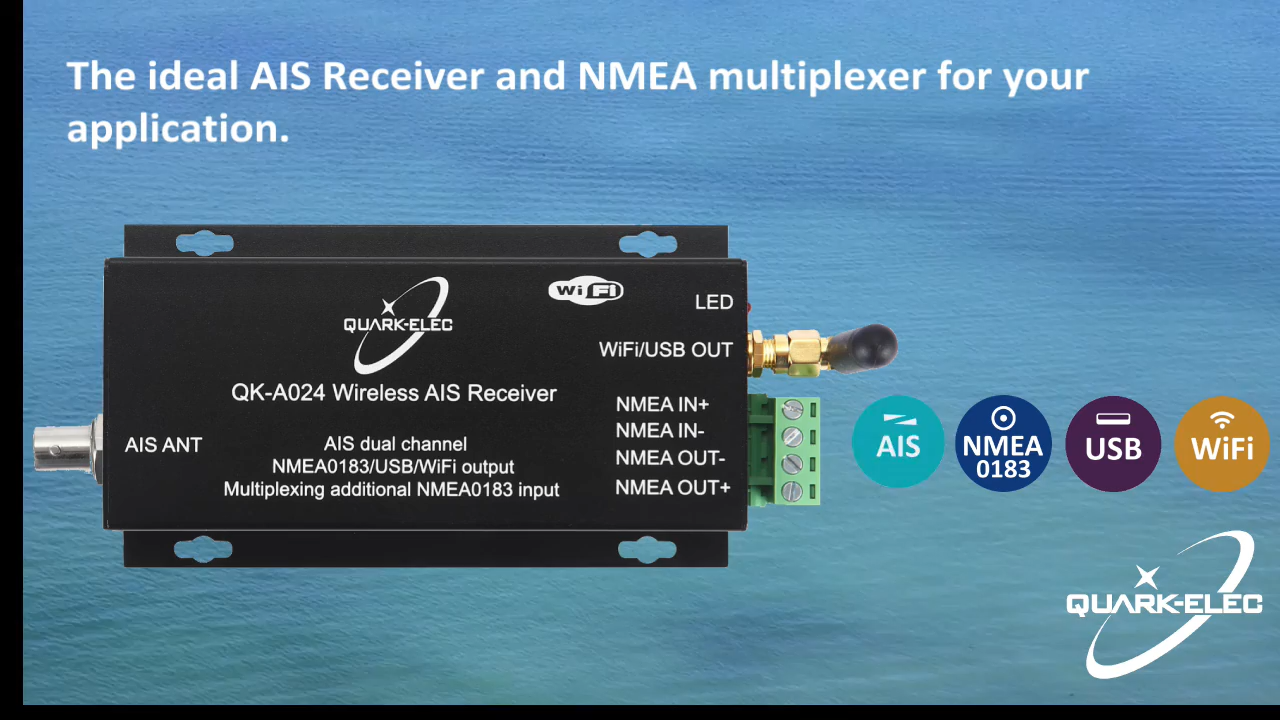 The ideal AIS Receiver and NMEA multiplexer for your
application.
WiFi
LED
QUARK-ELEC
WiFi/USB OUT
QK-A024 Wireless AIS Receiver
NMEA IN+
NMEA IN-
AIS ANT
AIS dual channel
NMEA OUT-
NMEA0183/USB/WiFi output
Multiplexing additional NMEA0183 input
NMEA OUT+
AIS
NMEA
0183
USB
WiFi
QUARK-ELEC